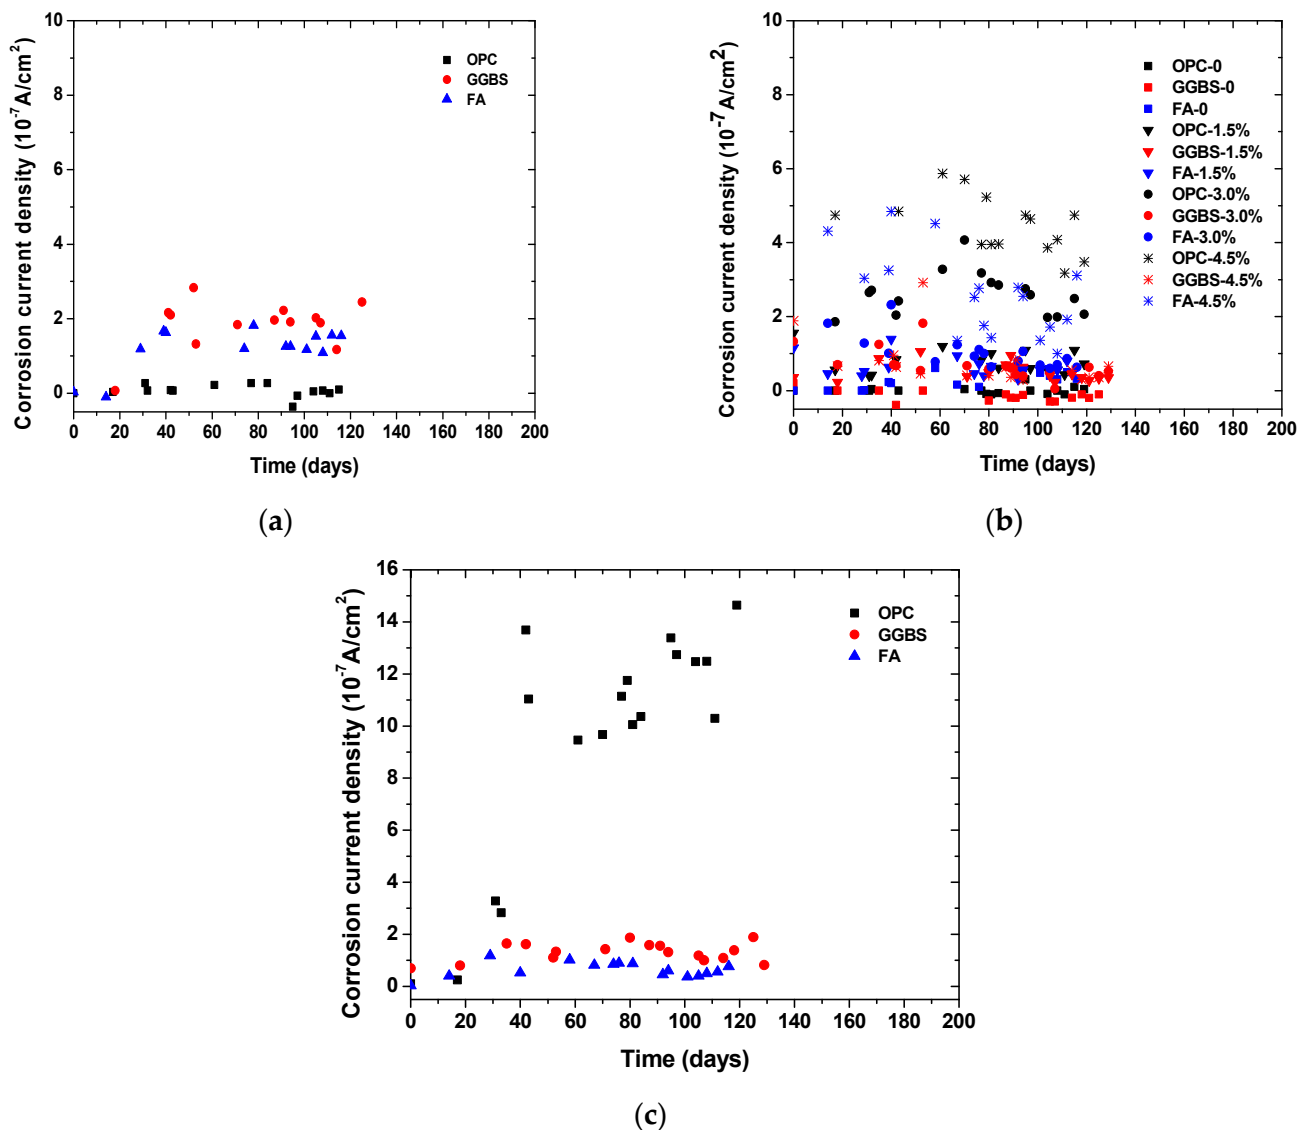 Corrosion current density (10-7A/cm2)
10
8
6
4
2
0
0 20 40 60 80 100 120 140 160 180 200
Time (days)
OPC
GGBS
FA
(a)
Corrosion current density (10-7A/cm2)
10
8
6
4
2
0
0 20 40 60 80 100 120 140 160 180 200
Time (days)
OPC-0
GGBS-0
FA-0
OPC-1.5%
GGBS-1.5%
FA-1.5%
OPC-3.0%
GGBS-3.0%
FA-3.0%
OPC-4.5%
GGBS-4.5%
FA-4.5%
(b)
Corrosion current density (10-7A/cm2)
16
14
12
10
8
6
4
2
0
0 20 40 60 80 100 120 140 160 180 200
Time (days)
OPC
GGBS
FA
(c)